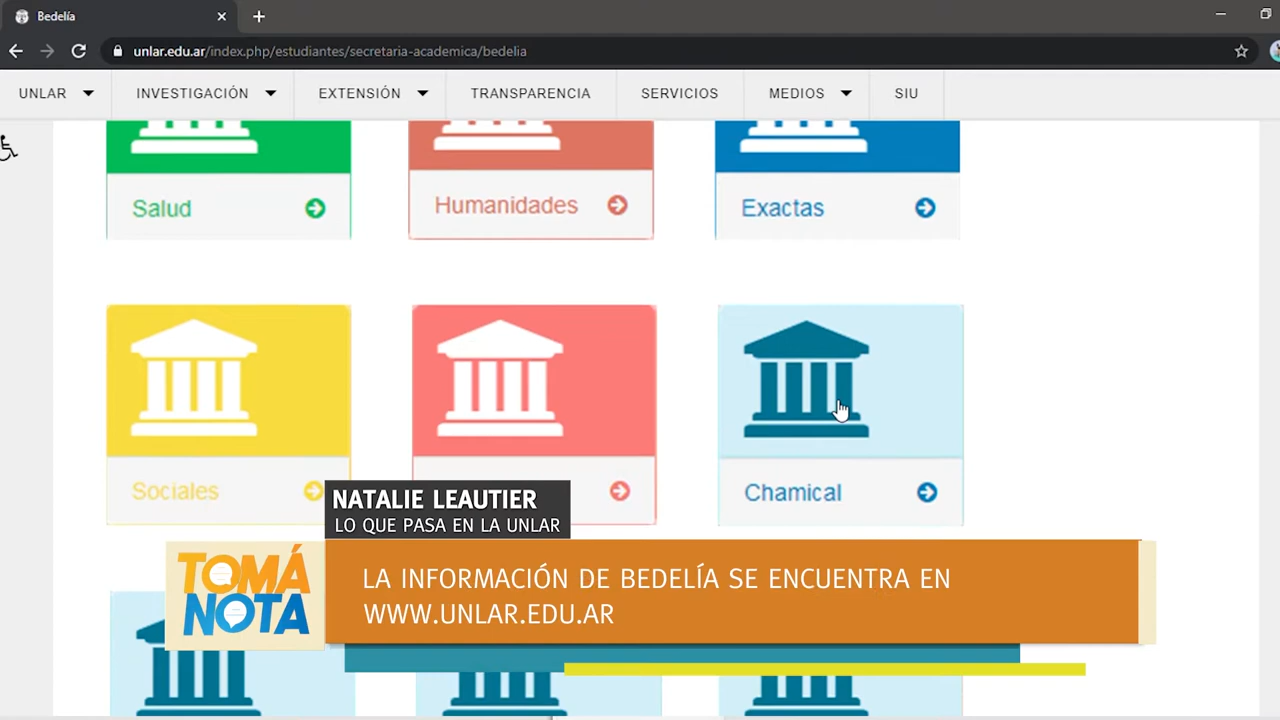 Bedelía
unlar.edu.ar/index.php/estudiantes/secretaria-academica/bedelia
UNLAR INVESTIGACIÓN EXTENSIÓN TRANSPARENCIA SERVICIOS MEDIOS SIU
Salud Humanidades Exactas
Sociales Chamical
NATALIE LEAUTIER
LO QUE PASA EN LA UNLAR
TOMÁ
NOTA
LA INFORMACIÓN DE BEDELÍA SE ENCUENTRA EN
WWW.UNLAR.EDU.AR